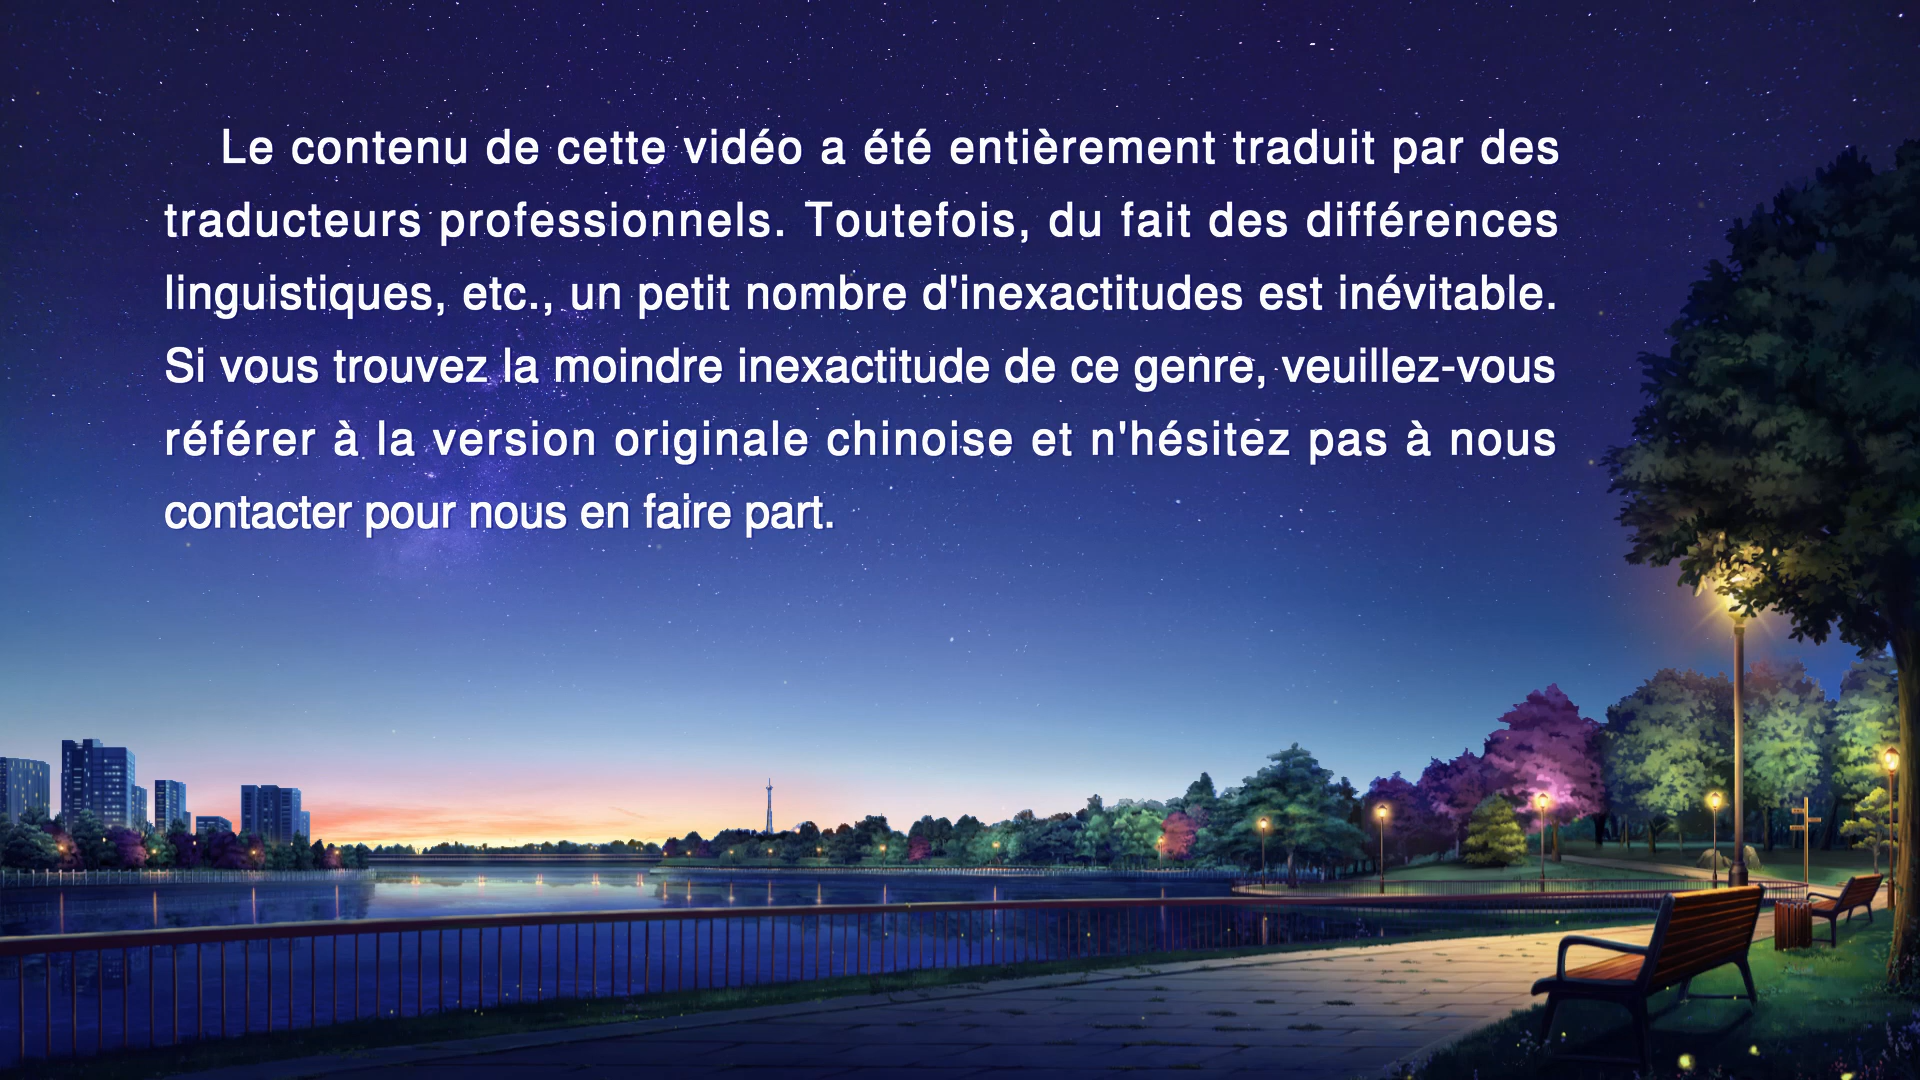 Le contenu de cette vidéo a été entièrement traduit par des
traducteurs professionnels. Toutefois, du fait des différences
linguistiques, etc., un petit nombre d'inexactitudes est inévitable.
Si vous trouvez la moindre inexactitude de ce genre, veuillez-vous
référer à la version originale chinoise et n'hésitez pas à nous
contacter pour nous en faire part.